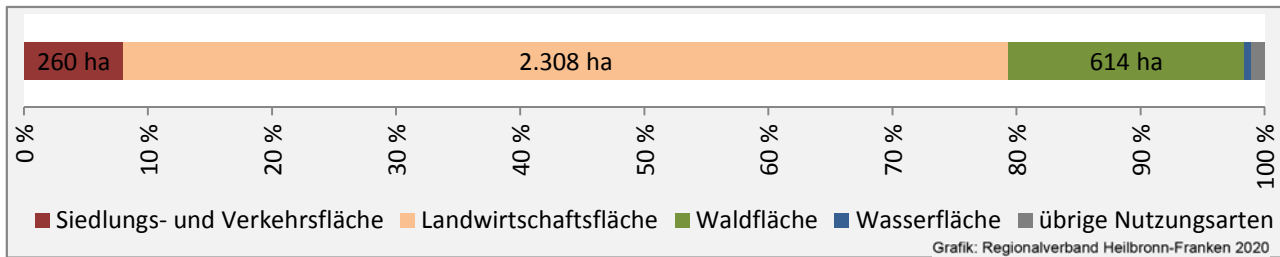 260 ha 2.308 ha 614 ha
0 % 10 % 20 % 30 % 40 % 50 % 60 % 70 % 80 % 90 % 100 %
Siedlungs- und Verkehrsfläche Landwirtschaftsfläche Waldfläche Wasserfläche übrige Nutzungsarten
Grafik: Regionalverband Heilbronn-Franken 2020